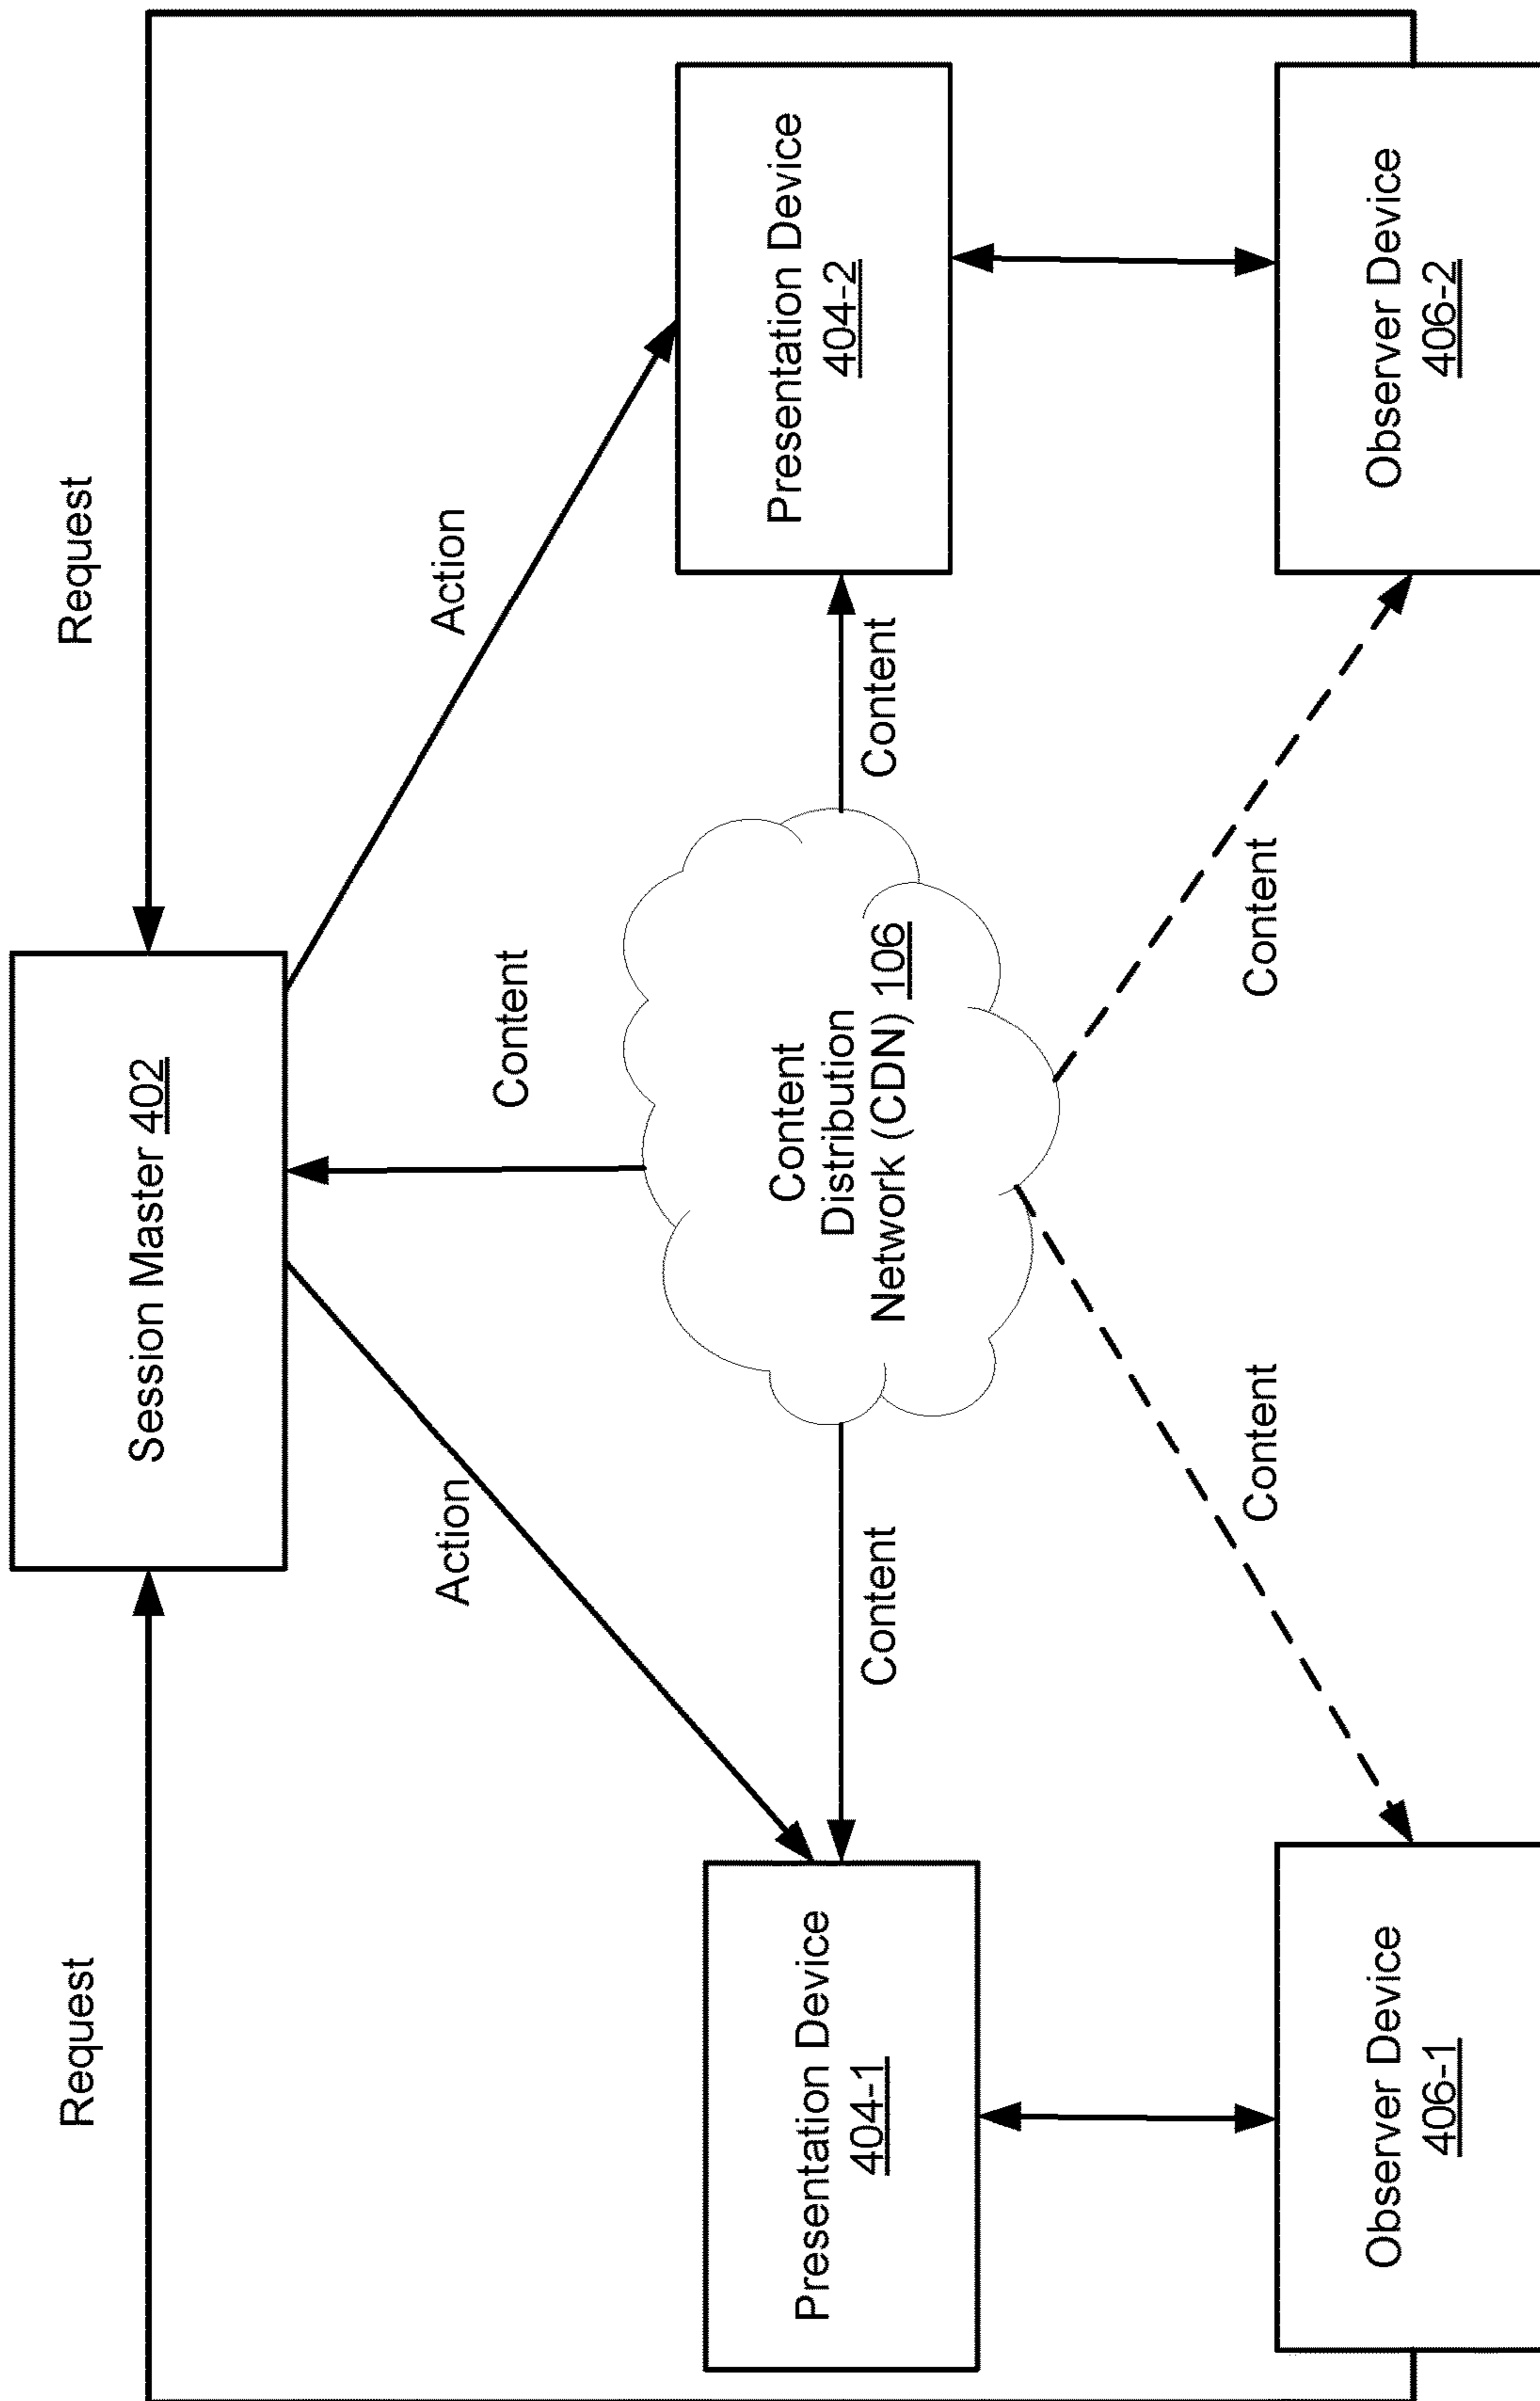 Request
Session Master 402
Request
Action
Content
Action
Presentation Device
404-1
Content
Content
Distribution
Network (CDN) 106
Content
Presentation Device
404-2
Content
Content
Observer Device
406-1
Observer Device
406-2